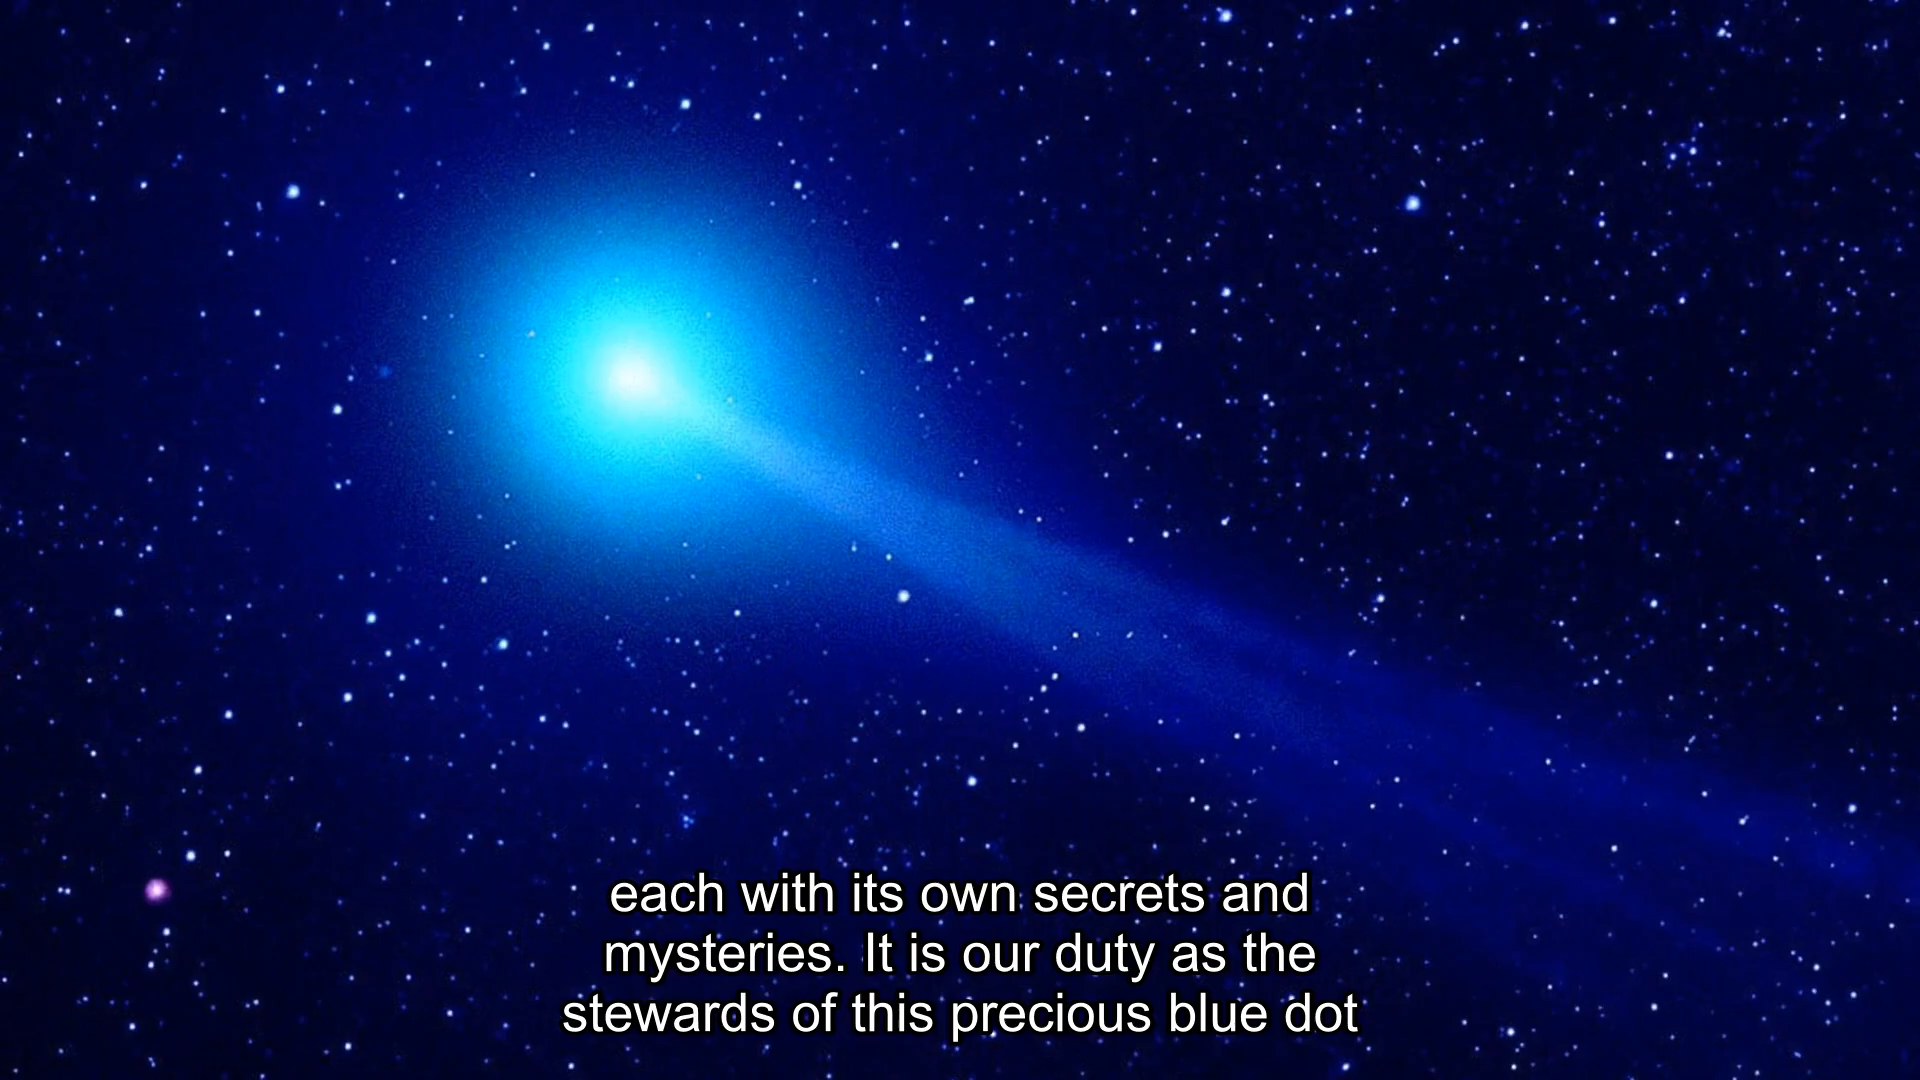 each with its own secrets and
mysteries. It is our duty as the
stewards of this precious blue dot